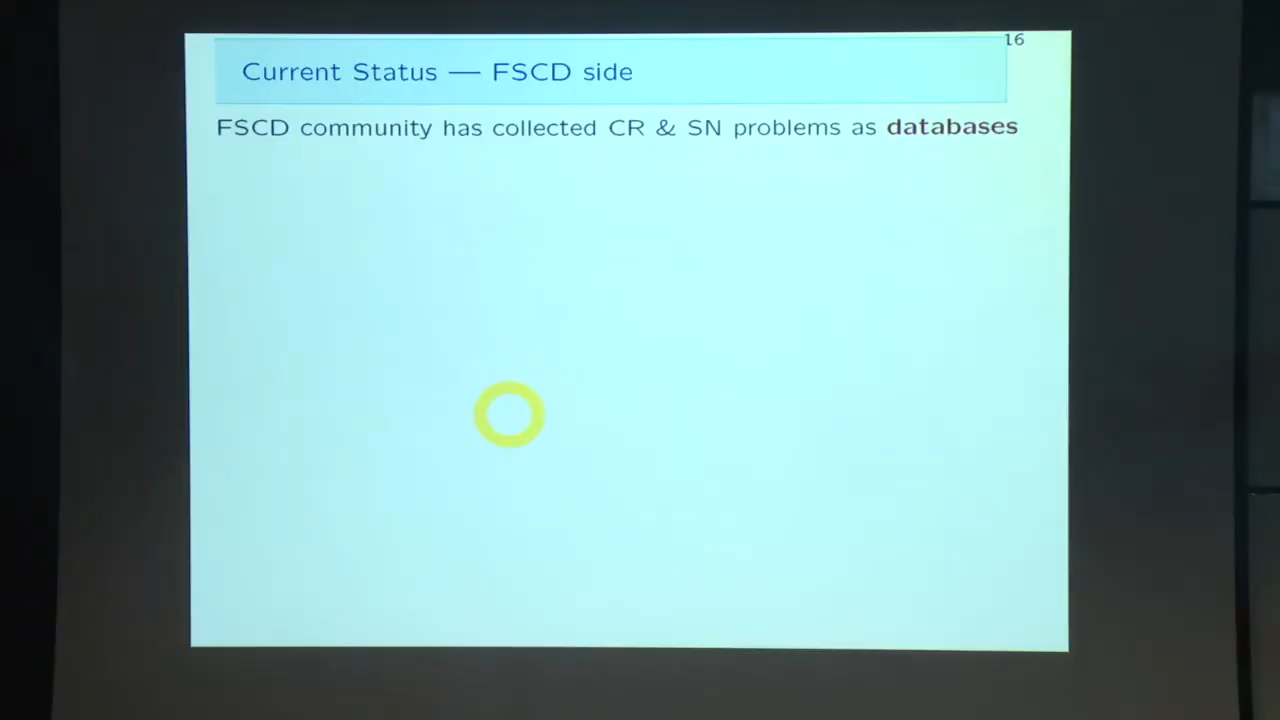 16
Current Status — FSCD side
FSCD community has collected CR & SN problems as databases